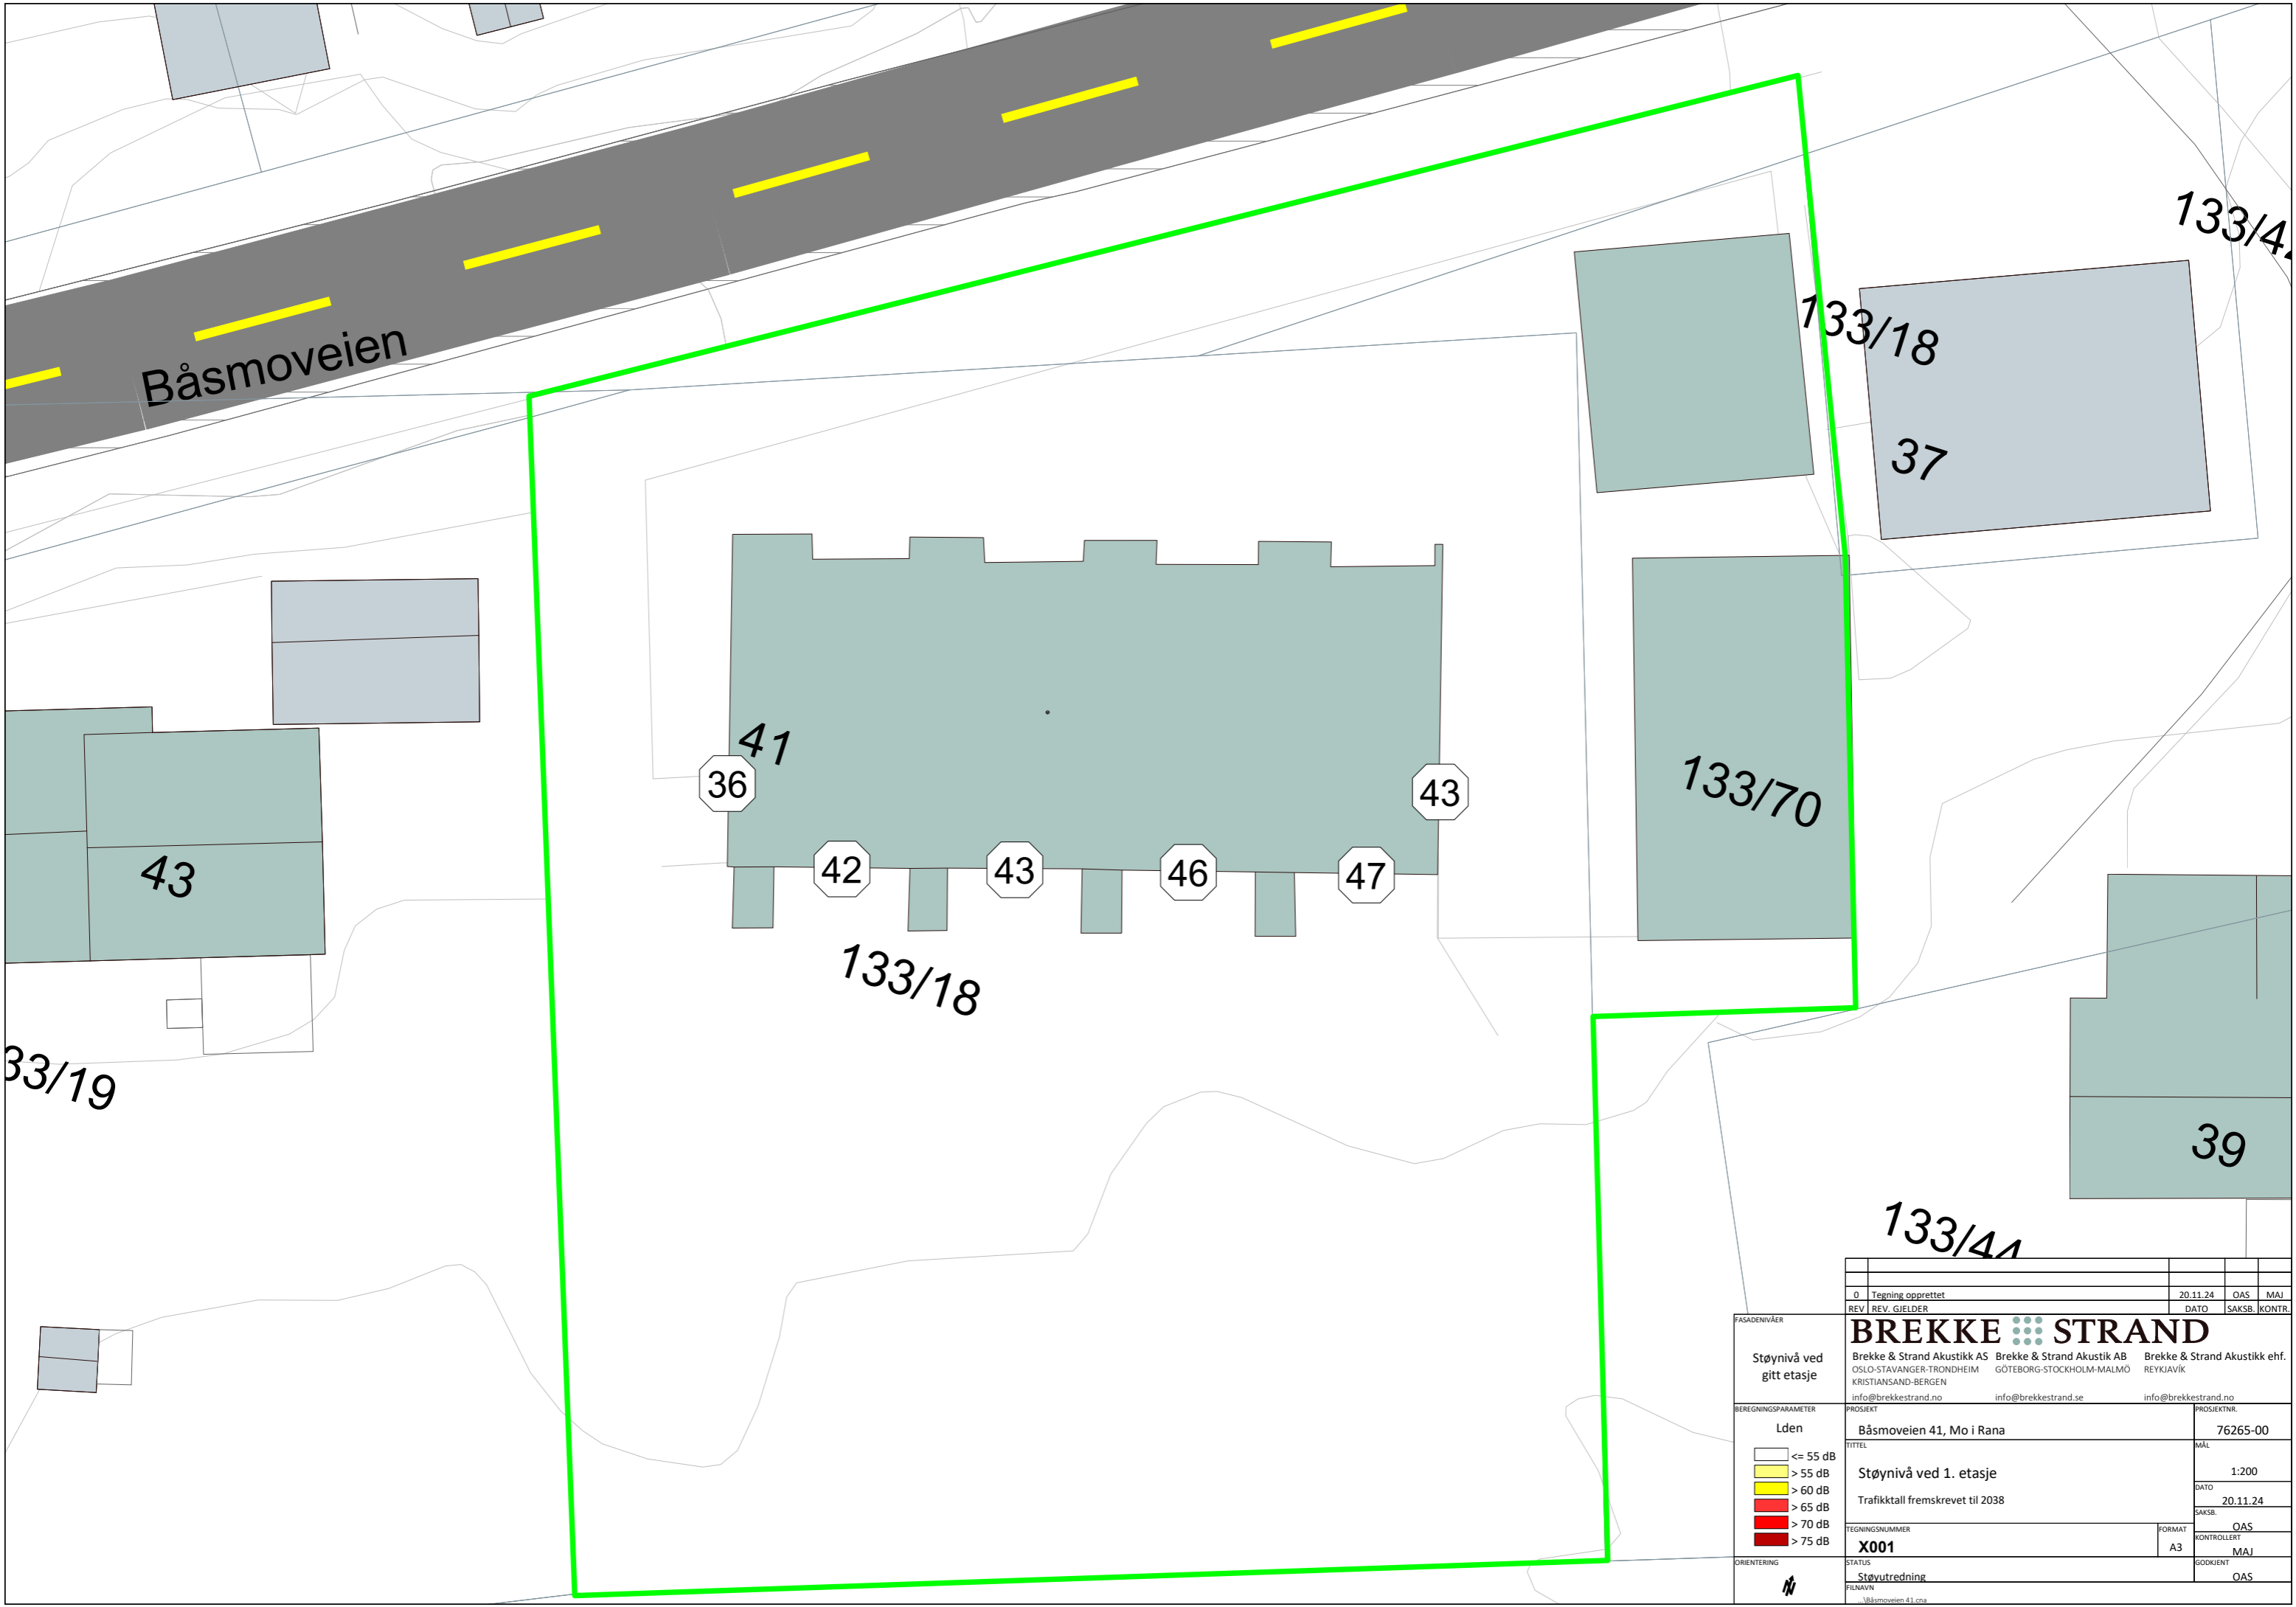 Båsmoveien
133/18
37
41
36
43
133/70
43
42
43
46
47
133/18
33/19
39
133/44
0 Tegning opprettet 20.11.24 OAS MAJ
REV REV. GJELDER DATO SAKSB. KONTR.
FASADENIVÅER
Støynivå ved
gitt etasje
BREKKE STRAND
Brekke & Strand Akustikk AS Brekke & Strand Akustik AB Brekke & Strand Akustikk ehf.
OSLO-STAVANGER-TRONDHEIM GÖTEBORG-STOCKHOLM-MALMÖ REYKJAVÍK
KRISTIANSAND-BERGEN
info@brekkestrand.no info@brekkestrand.se info@brekkestrand.no
BEREGNINGSPARAMETER
Lden
<= 55 dB
> 55 dB
> 60 dB
> 65 dB
> 70 dB
> 75 dB
ORIENTERING
N
PROSJEKT
Båsmoveien 41, Mo i Rana
PROSJEKTNR.
76265-00
TITTEL
Støynivå ved 1. etasje
Trafikktall fremskrevet til 2038
MÅL
1:200
DATO
20.11.24
SAKSB.
OAS
TEGNINGSNUMMER
X001
FORMAT
A3
KONTROLLERT
MAJ
STATUS
Støyutredning
GODKJENT
OAS
FILNAVN
...\Båsmoveien 41.cna